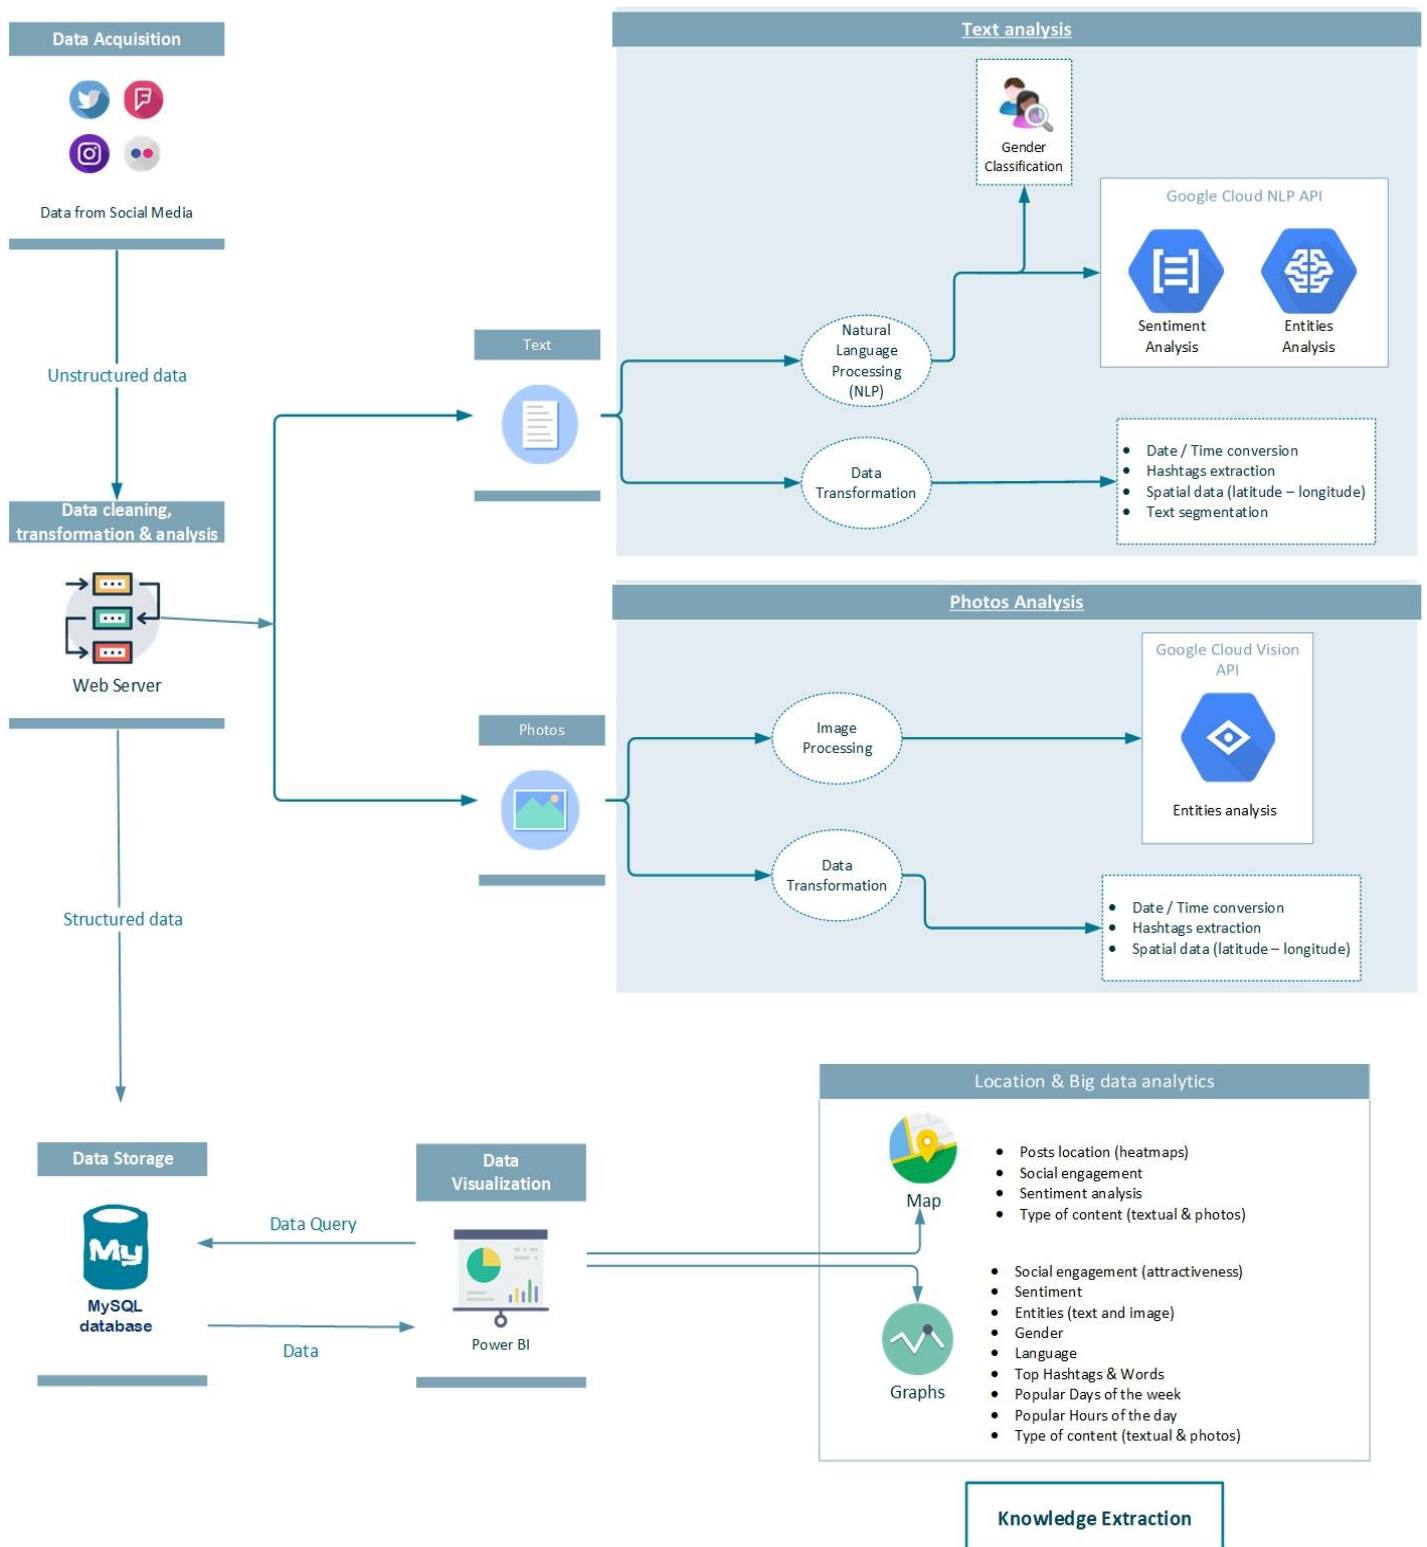 Data Acquisition
Data from Social Media
Unstructured data
Data cleaning,
transformation & analysis
Web Server
Structured data
Text
Photos
Text analysis
Gender
Classification
Google Cloud NLP API
Sentiment
Analysis
Entities
Analysis
Natural
Language
Processing
(NLP)
Data
Transformation
• Date / Time conversion
• Hashtags extraction
• Spatial data (latitude – longitude)
• Text segmentation
Photos Analysis
Google Cloud Vision
API
Entities analysis
Image
Processing
Data
Transformation
• Date / Time conversion
• Hashtags extraction
• Spatial data (latitude – longitude)
Data Storage
My
MySQL
database
Data Query
Data
Data
Visualization
Power BI
Location & Big data analytics
Map
• Posts location (heatmaps)
• Social engagement
• Sentiment analysis
• Type of content (textual & photos)
Graphs
• Social engagement (attractiveness)
• Sentiment
• Entities (text and image)
• Gender
• Language
• Top Hashtags & Words
• Popular Days of the week
• Popular Hours of the day
• Type of content (textual & photos)
Knowledge Extraction